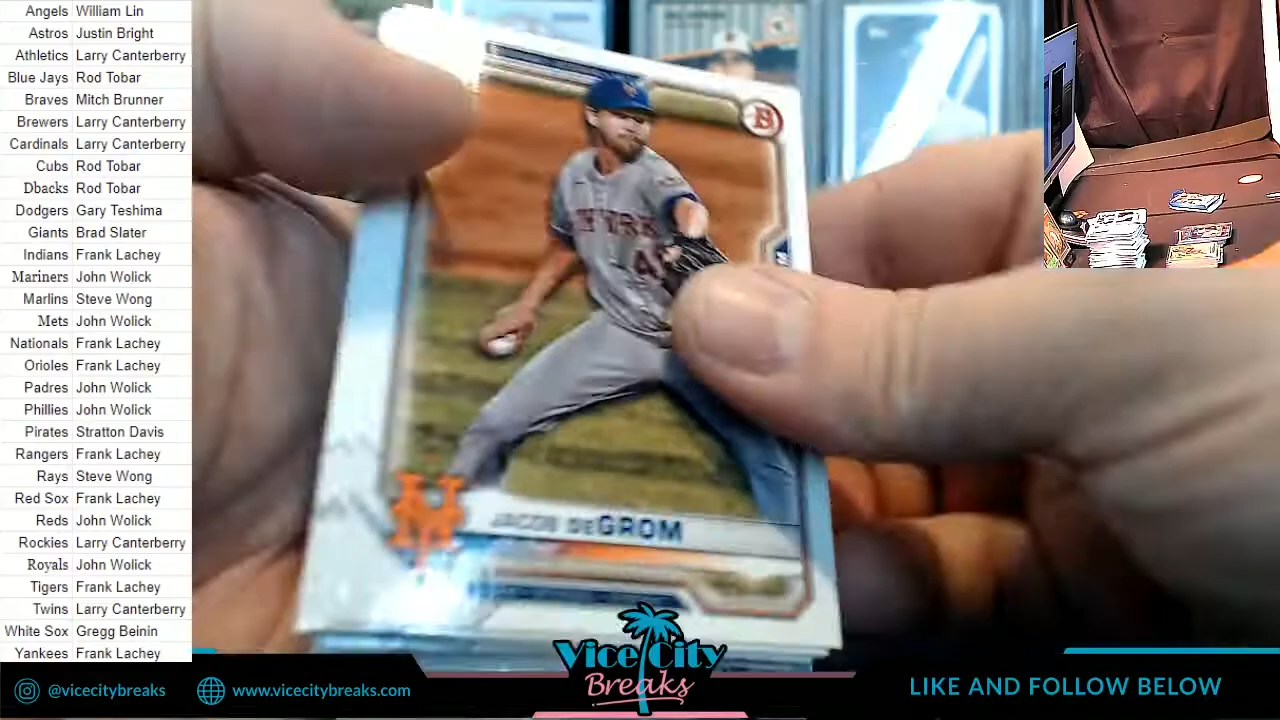 Angels William Lin
Astros Justin Bright
Athletics Larry Canterberry
Blue Jays Rod Tobar
Braves Mitch Brunner
Brewers Larry Canterberry
Cardinals Larry Canterberry
Cubs Rod Tobar
Dbacks Rod Tobar
Dodgers Gary Teshima
Giants Brad Slater
Indians Frank Lachey
Mariners John Wolick
Marlins Steve Wong
Mets John Wolick
Nationals Frank Lachey
Orioles Frank Lachey
Padres John Wolick
Phillies John Wolick
Pirates Stratton Davis
Rangers Frank Lachey
Rays Steve Wong
Red Sox Frank Lachey
Reds John Wolick
Rockies Larry Canterberry
Royals John Wolick
Tigers Frank Lachey
Twins Larry Canterberry
White Sox Gregg Beinin
Yankees Frank Lachey
B
NEW YORK
48
JACOB DEGROM
Vice City
Breaks
@vicecitybreaks
www.vicecitybreaks.com
LIKE AND FOLLOW BELOW